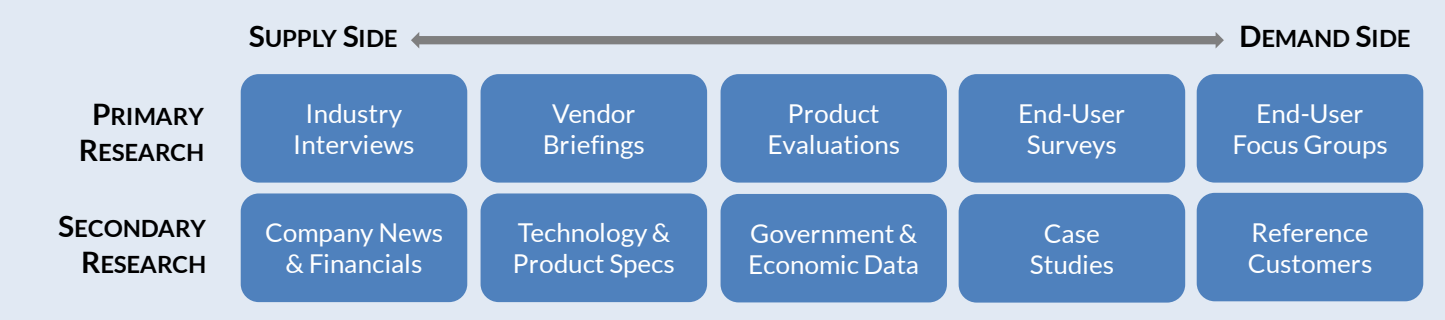 SUPPLY SIDE
DEMAND SIDE
PRIMARY
RESEARCH
Industry
Interviews
Vendor
Briefings
Product
Evaluations
End-User
Surveys
End-User
Focus Groups
SECONDARY
RESEARCH
Company News
& Financials
Technology &
Product Specs
Government &
Economic Data
Case
Studies
Reference
Customers